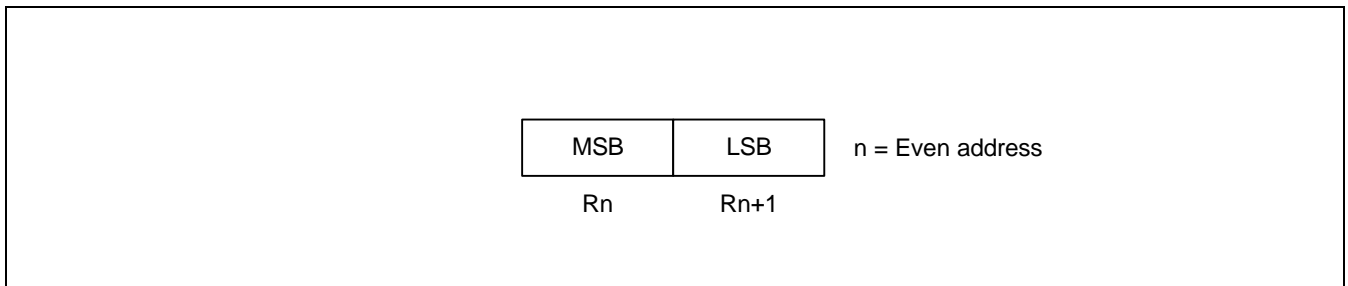 MSB LSB n = Even address
Rn Rn+1